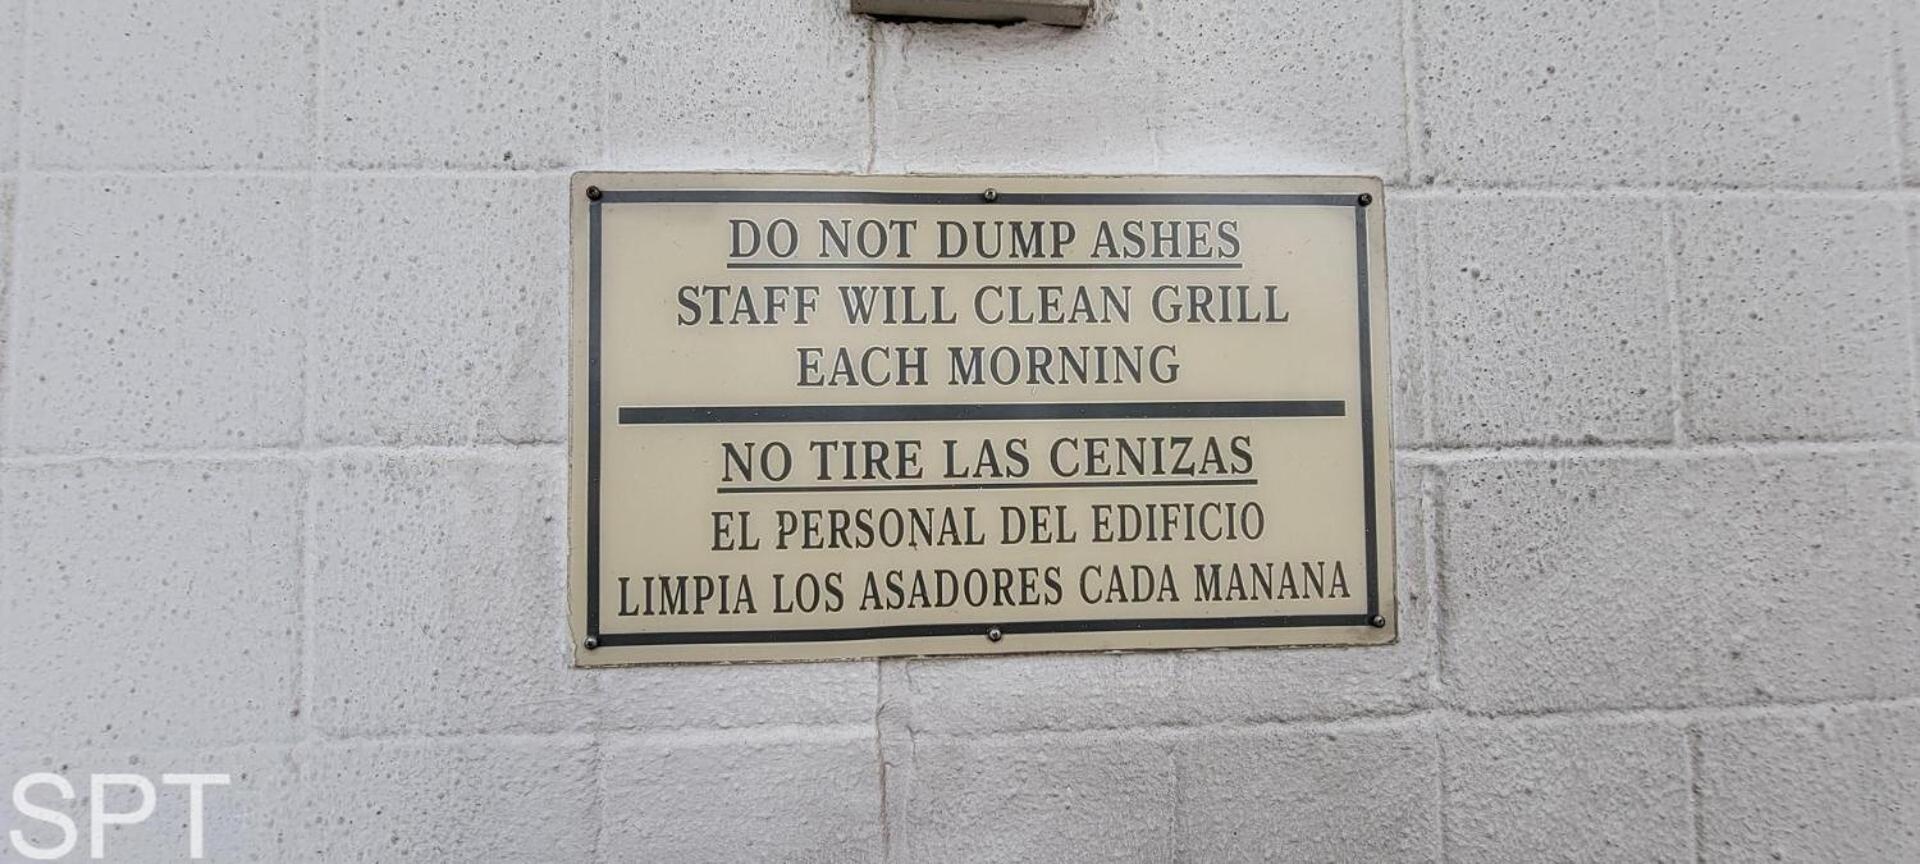 DO NOT DUMP ASHES
STAFF WILL CLEAN GRILL
EACH MORNING
NO TIRE LAS CENIZAS
EL PERSONAL DEL EDIFICIO
LIMPIA LOS ASADORES CADA MANANA
SPT